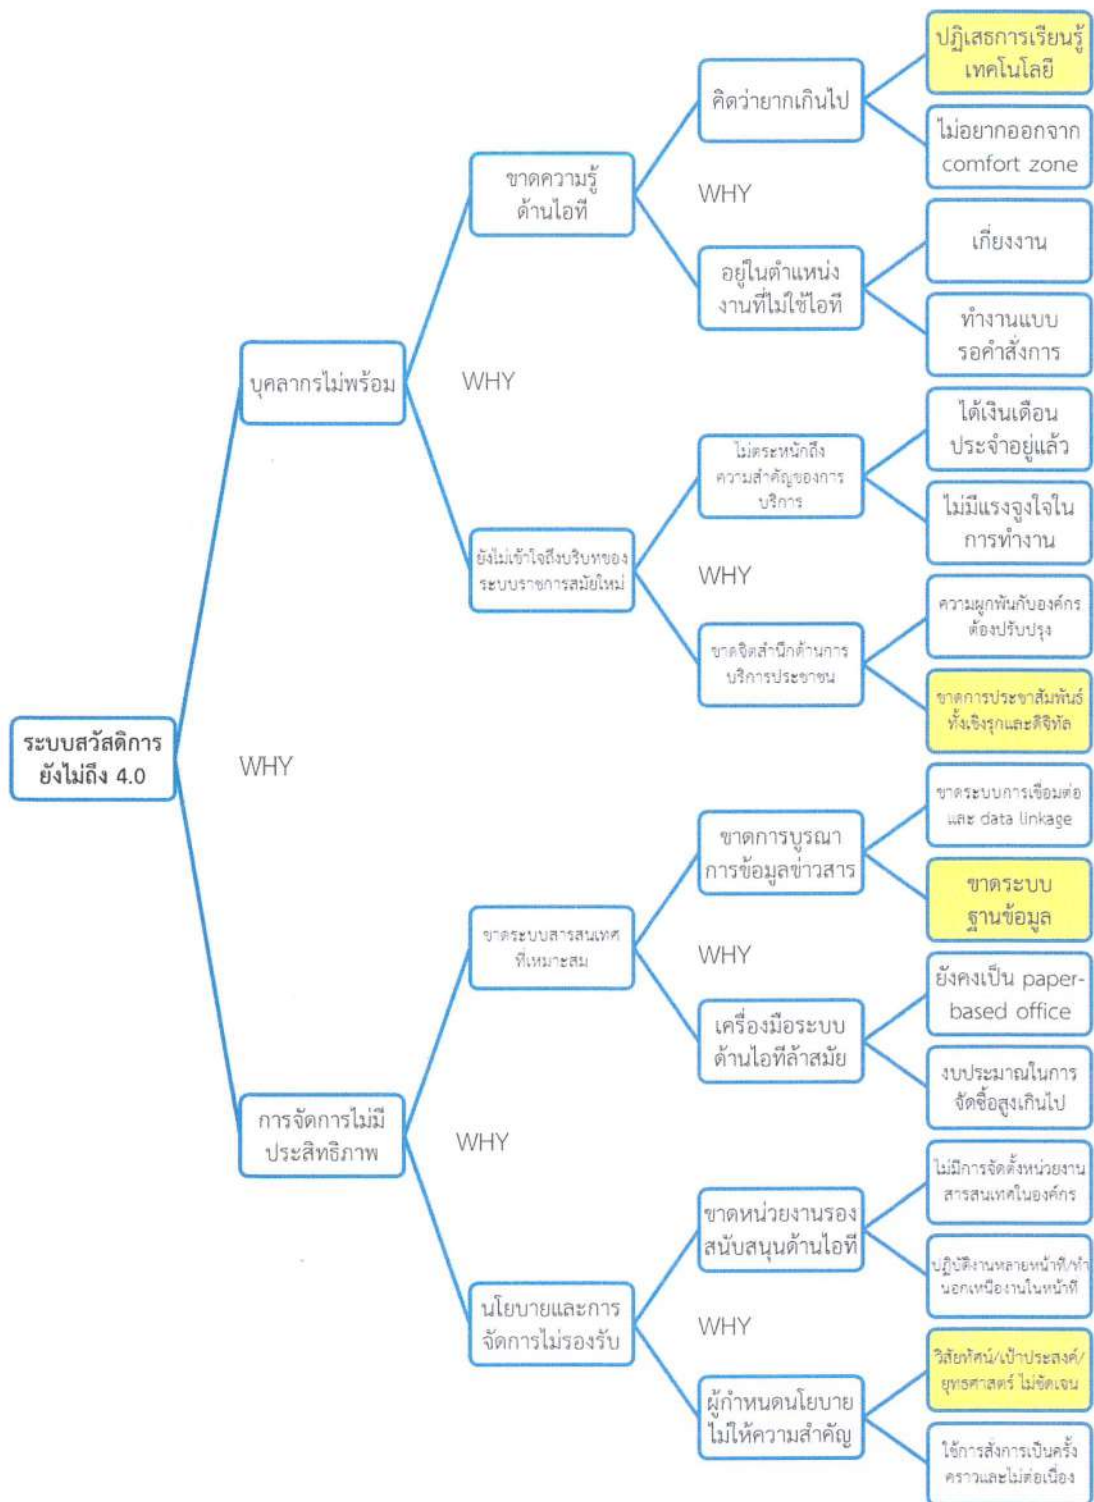 ปฏิเสธการเรียนรู้
เทคโนโลยี
คิดว่ายากเกินไป
ไม่อยากออกจาก
comfort zone
ขาดความรู้
ด้านไอที
WHY
เกี่ยงงาน
อยู่ในตำแหน่ง
งานที่ไม่ใช้ไอที
ทำงานแบบ
รอคำสั่งการ
บุคลากรไม่พร้อม
WHY
ได้เงินเดือน
ประจำอยู่แล้ว
ไม่ตระหนักถึง
ความสำคัญของการ
บริการ
ไม่มีแรงจูงใจใน
การทำงาน
ยังไม่เข้าใจถึงบริบทของ
ระบบราชการสมัยใหม่
WHY
ความผูกพันกับองค์กร
ต้องปรับปรุง
ขาดจิตสำนึกด้านการ
บริการประชาชน
ขาดการประชาสัมพันธ์
ทั้งเชิงรุกและดิจิทัล
ระบบสวัสดิการ
ยังไม่ถึง 4.0
WHY
ขาดระบบการเชื่อมต่อ
และ data linkage
ขาดการบูรณา
การข้อมูลข่าวสาร
ขาดระบบ
ฐานข้อมูล
ขาดระบบสารสนเทศ
ที่เหมาะสม
WHY
ยังคงเป็น paper-
based office
เครื่องมือระบบ
ด้านไอทีล้าสมัย
งบประมาณในการ
จัดซื้อสูงเกินไป
การจัดการไม่มี
ประสิทธิภาพ
WHY
ไม่มีการจัดตั้งหน่วยงาน
สารสนเทศในองค์กร
ขาดหน่วยงานรอง
สนับสนุนด้านไอที
ปฏิบัติงานหลายหน้าที่/ทำ
นอกเหนืองานในหน้าที่
นโยบายและการ
จัดการไม่รองรับ
WHY
วิสัยทัศน์/เป้าประสงค์/
ยุทธศาสตร์ ไม่ชัดเจน
ผู้กำหนดนโยบาย
ไม่ให้ความสำคัญ
ใช้การสั่งการเป็นครั้ง
คราวและไม่ต่อเนื่อง